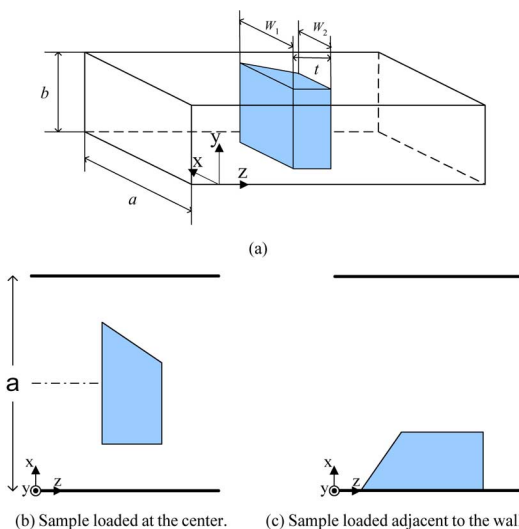 W₁
W₂
t
b
y
x
z
a
(a)
a
x
y
z
x
y
z
(b) Sample loaded at the center.
(c) Sample loaded adjacent to the wal